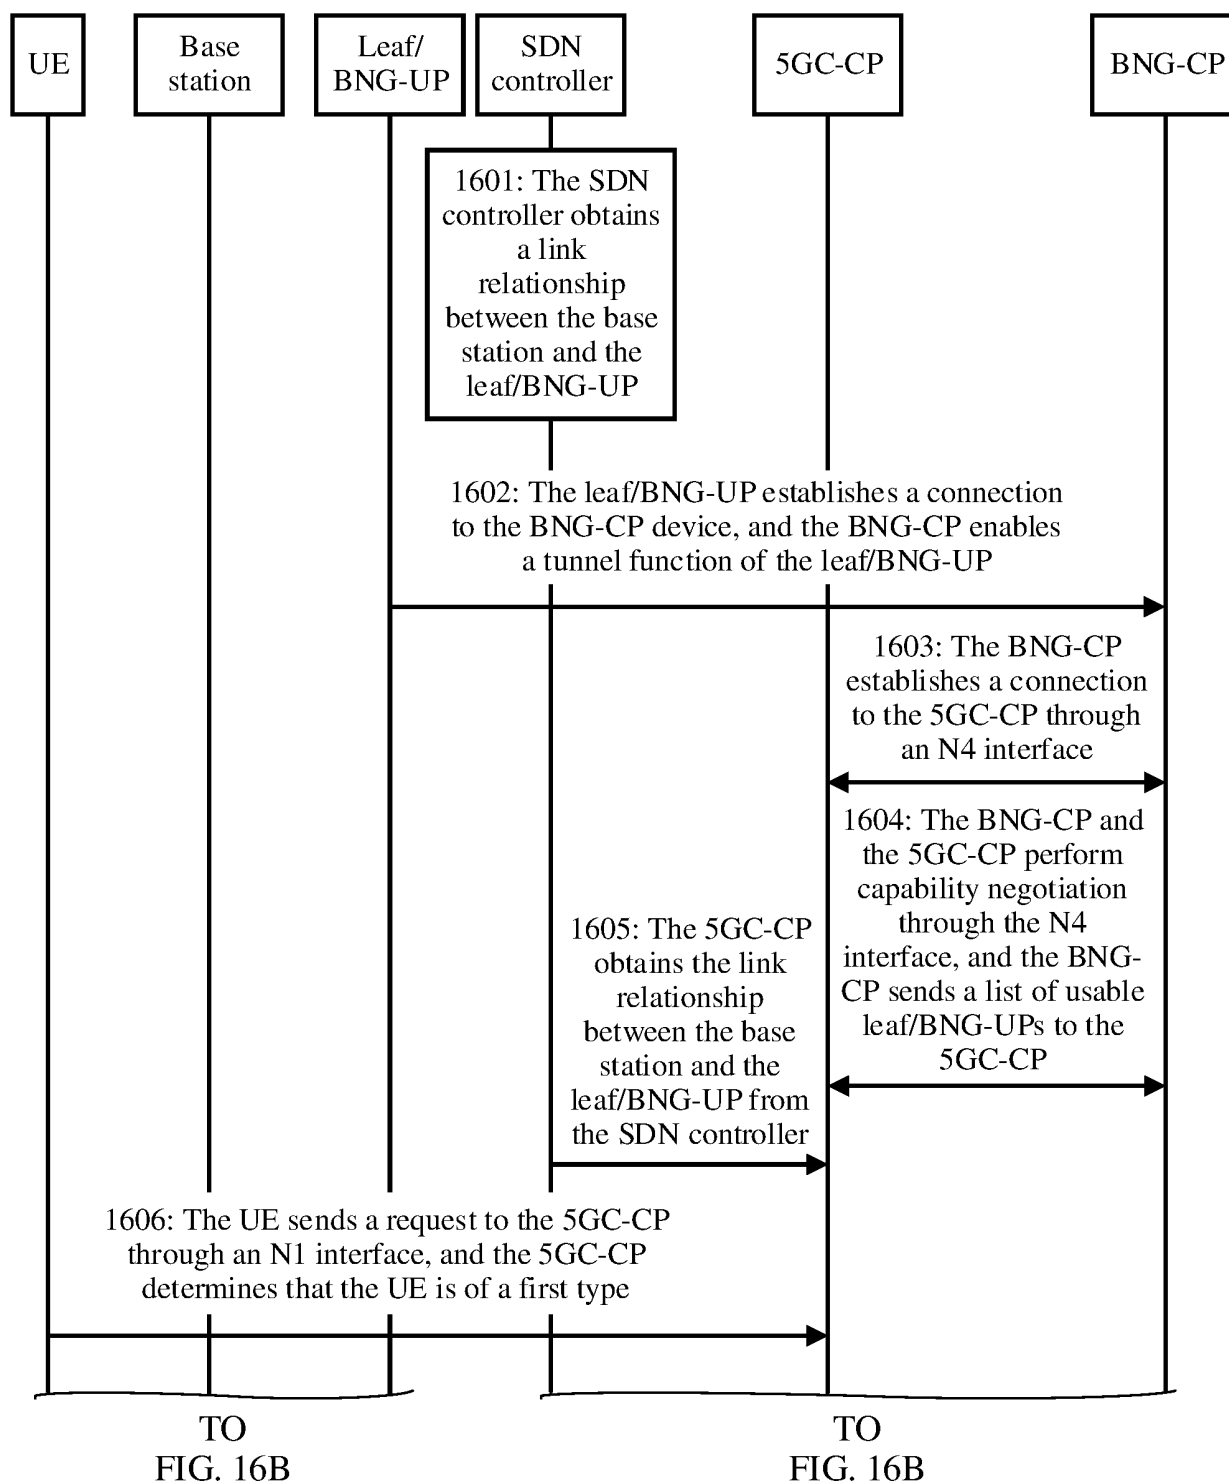 UE
Base
station
Leaf/
BNG-UP
SDN
controller
5GC-CP
BNG-CP
1601: The SDN
controller obtains
a link
relationship
between the base
station and the
leaf/BNG-UP
1602: The leaf/BNG-UP establishes a connection
to the BNG-CP device, and the BNG-CP enables
a tunnel function of the leaf/BNG-UP
1603: The BNG-CP
establishes a connection
to the 5GC-CP through
an N4 interface
1604: The BNG-CP and
the 5GC-CP perform
capability negotiation
through the N4
interface, and the BNG-
CP sends a list of usable
leaf/BNG-UPs to the
5GC-CP
1605: The 5GC-CP
obtains the link
relationship
between the base
station and the
leaf/BNG-UP from
the SDN controller
1606: The UE sends a request to the 5GC-CP
through an N1 interface, and the 5GC-CP
determines that the UE is of a first type
TO
FIG. 16B
TO
FIG. 16B